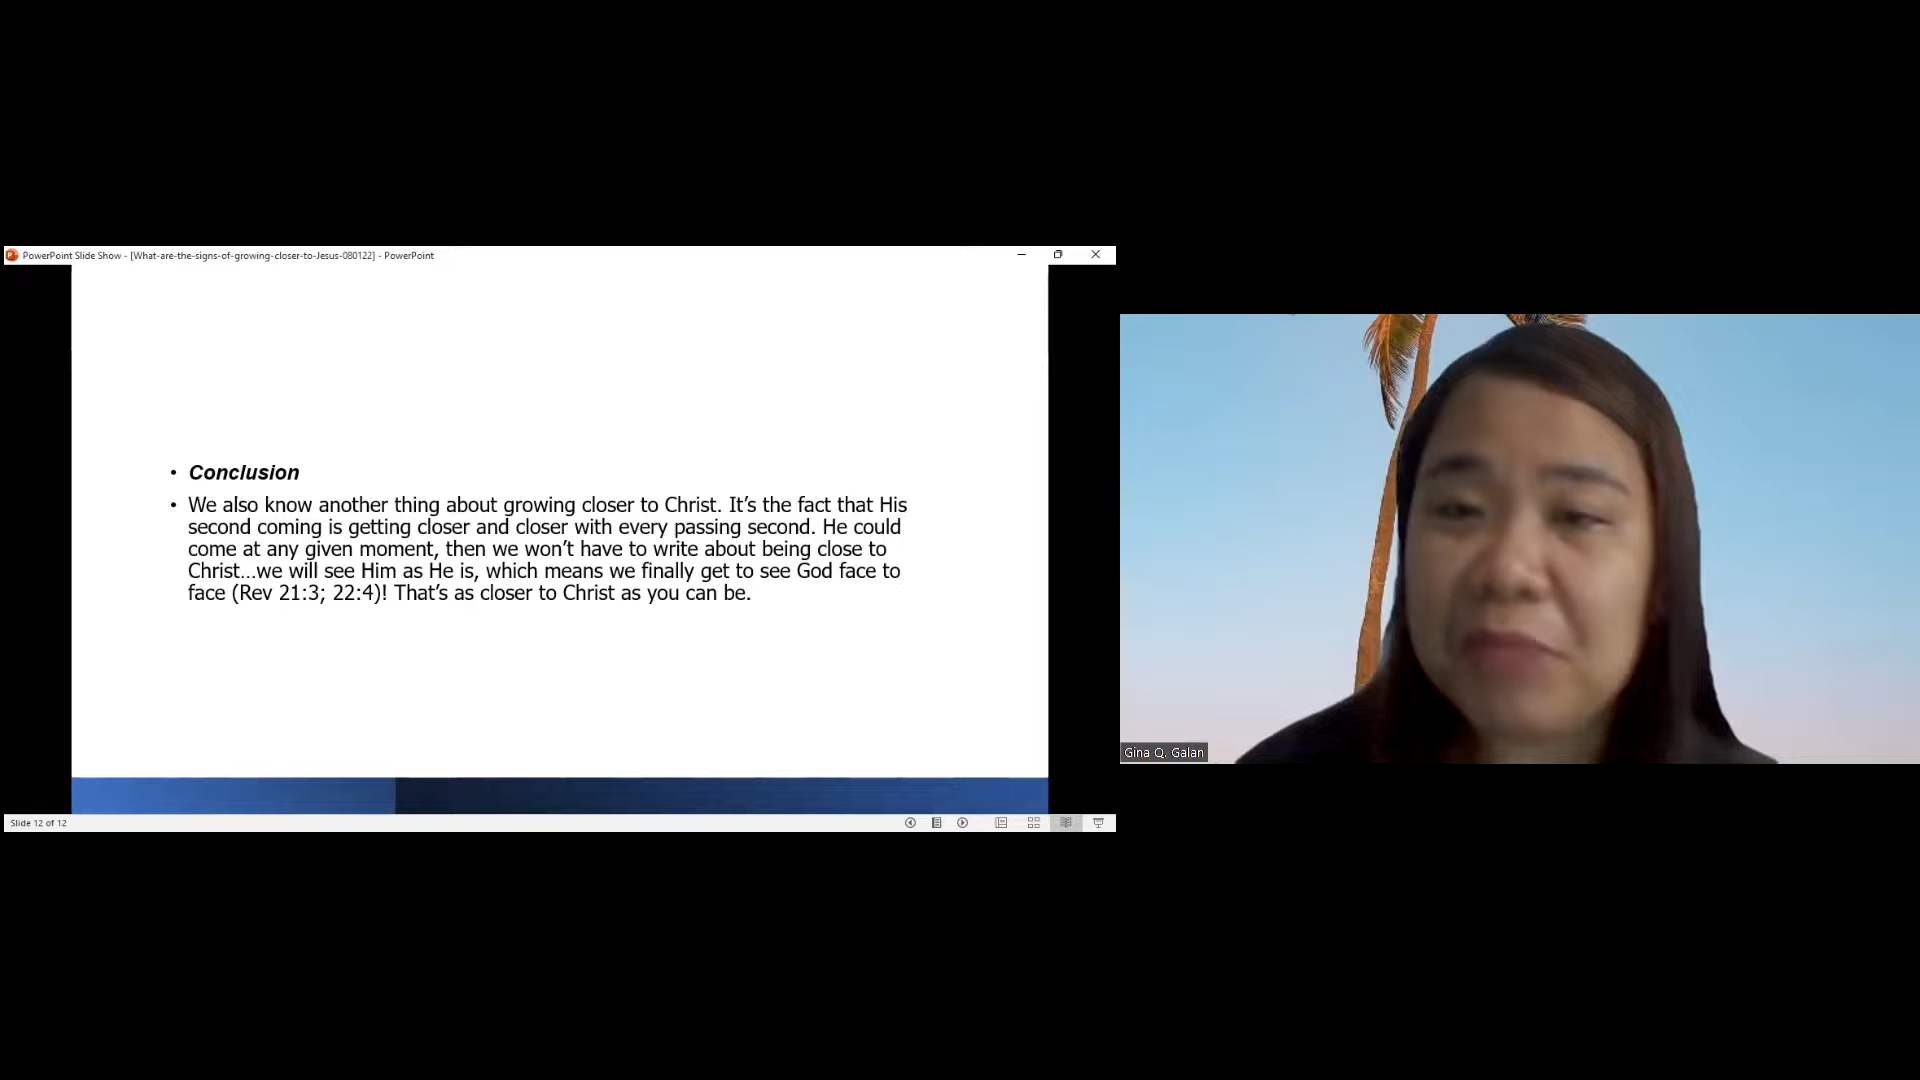 PowerPoint Slide Show - [What-are-the-signs-of-growing-closer-to-Jesus-080122] - PowerPoint
• Conclusion
• We also know another thing about growing closer to Christ. It’s the fact that His
second coming is getting closer and closer with every passing second. He could
come at any given moment, then we won’t have to write about being close to
Christ…we will see Him as He is, which means we finally get to see God face to
face (Rev 21:3; 22:4)! That’s as closer to Christ as you can be.
Gina Q. Galan
Slide 12 of 12